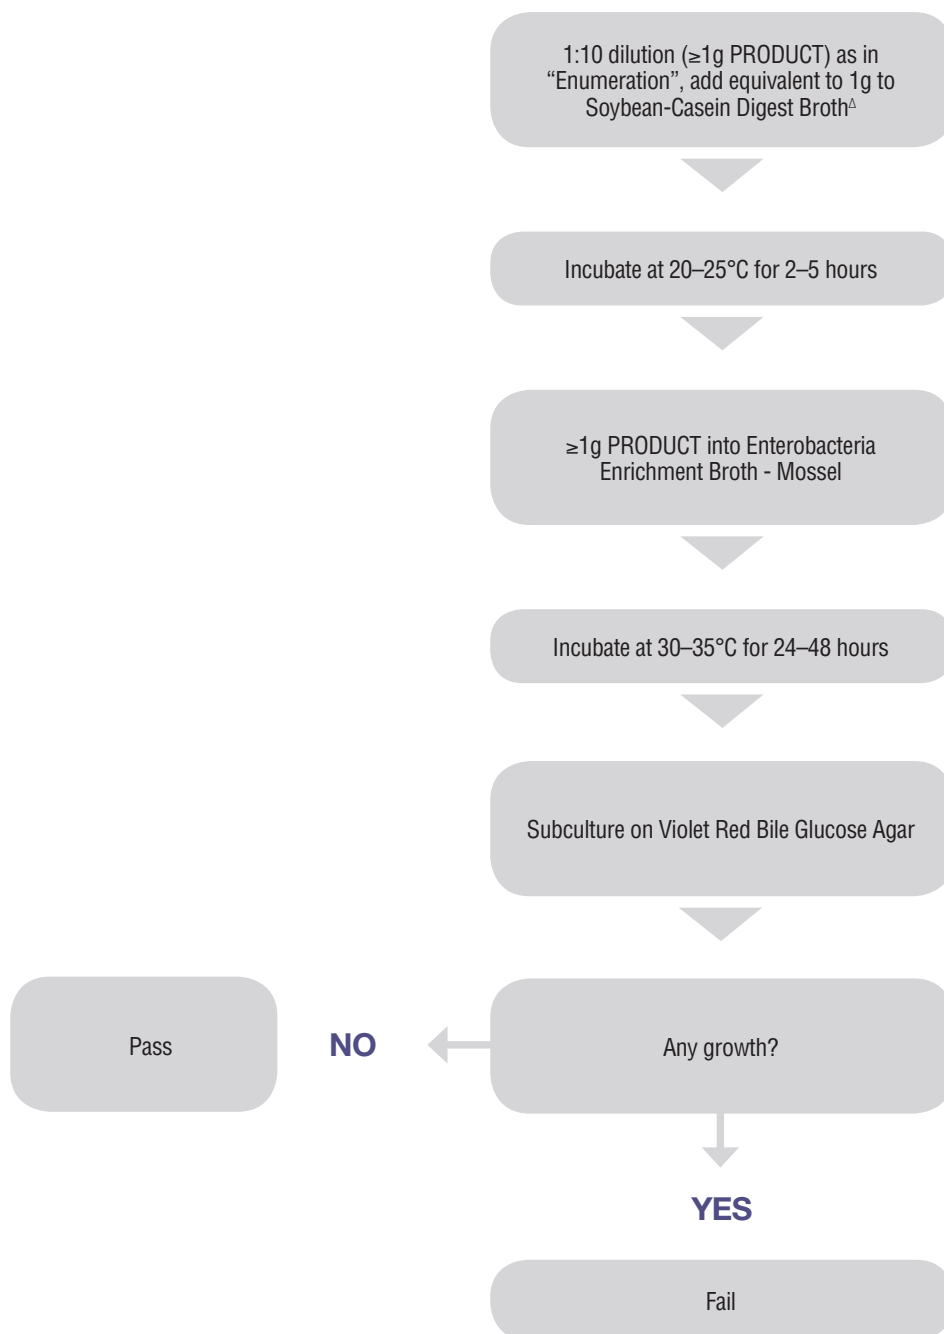 1:10 dilution (≥1g PRODUCT) as in
“Enumeration”, add equivalent to 1g to
Soybean-Casein Digest Broth^Δ
Incubate at 20–25°C for 2–5 hours
≥1g PRODUCT into Enterobacteria
Enrichment Broth - Mossel
Incubate at 30–35°C for 24–48 hours
Subculture on Violet Red Bile Glucose Agar
Pass
NO
Any growth?
YES
Fail